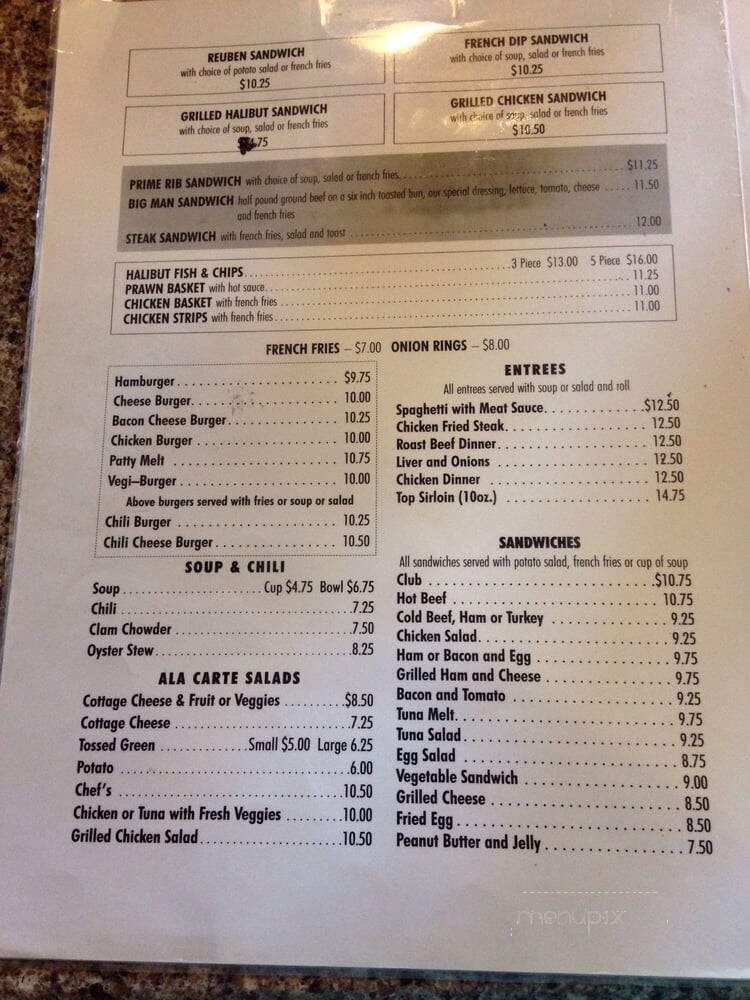 REUBEN SANDWICH
with choice of potato salad or french fries
$10.25
FRENCH DIP SANDWICH
with choice of soup, salad or french fries
$10.25
GRILLED HALIBUT SANDWICH
with choice of soup, salad or french fries
.75
GRILLED CHICKEN SANDWICH
with choice of soup, salad or french fries
$10.50
PRIME RIB SANDWICH with choice of soup, salad or french fries. $11.25
BIG MAN SANDWICH half pound ground beef on a six inch toasted bun, our special dressing, lettuce, tomato, cheese ..... 11.50
and french fries
STEAK SANDWICH with french fries, salad and toast 12.00
HALIBUT FISH & CHIPS 3 Piece $13.00 5 Piece $16.00
PRAWN BASKET with hot sauce 11.25
CHICKEN BASKET with french fries 11.00
CHICKEN STRIPS with french fries 11.00
FRENCH FRIES – $7.00 ONION RINGS – $8.00
Hamburger $9.75
Cheese Burger 10.00
Bacon Cheese Burger 10.25
Chicken Burger 10.00
Patty Melt 10.75
Vegi–Burger 10.00
Above burgers served with fries or soup or salad
Chili Burger 10.25
Chili Cheese Burger 10.50
SOUP & CHILI
Soup Cup $4.75 Bowl $6.75
Chili 7.25
Clam Chowder 7.50
Oyster Stew 8.25
ALA CARTE SALADS
Cottage Cheese & Fruit or Veggies $8.50
Cottage Cheese 7.25
Tossed Green Small $5.00 Large 6.25
Potato 6.00
Chef's 10.50
Chicken or Tuna with Fresh Veggies 10.00
Grilled Chicken Salad 10.50
ENTREES
All entrees served with soup or salad and roll
Spaghetti with Meat Sauce $12.50
Chicken Fried Steak 12.50
Roast Beef Dinner 12.50
Liver and Onions 12.50
Chicken Dinner 12.50
Top Sirloin (10oz.) 14.75
SANDWICHES
All sandwiches served with potato salad, french fries or cup of soup
Club $10.75
Hot Beef 10.75
Cold Beef, Ham or Turkey 9.25
Chicken Salad 9.25
Ham or Bacon and Egg 9.75
Grilled Ham and Cheese 9.75
Bacon and Tomato 9.25
Tuna Melt 9.75
Tuna Salad 9.25
Egg Salad 8.75
Vegetable Sandwich 9.00
Grilled Cheese 8.50
Fried Egg 8.50
Peanut Butter and Jelly 7.50
menupix